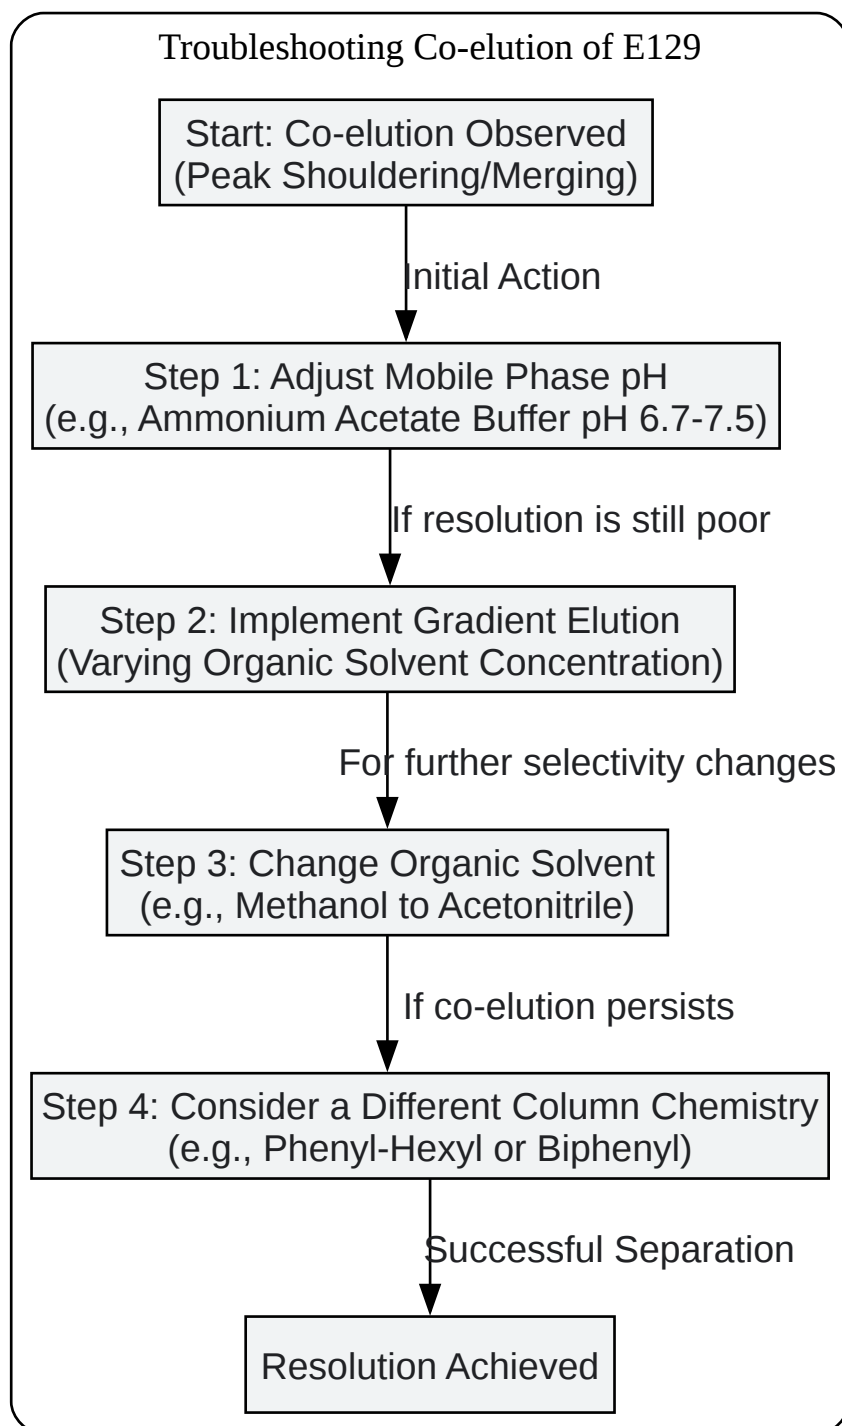 Troubleshooting Co-elution of E129
Start: Co-elution Observed
(Peak Shouldering/Merging)
Initial Action
Step 1: Adjust Mobile Phase pH
(e.g., Ammonium Acetate Buffer pH 6.7-7.5)
If resolution is still poor
Step 2: Implement Gradient Elution
(Varying Organic Solvent Concentration)
For further selectivity changes
Step 3: Change Organic Solvent
(e.g., Methanol to Acetonitrile)
If co-elution persists
Step 4: Consider a Different Column Chemistry
(e.g., Phenyl-Hexyl or Biphenyl)
Successful Separation
Resolution Achieved